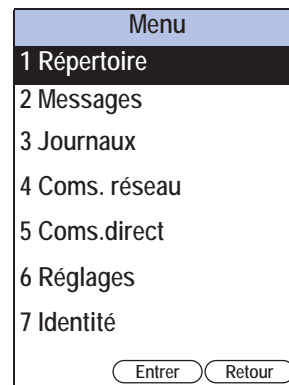 Menu
1 Répertoire
2 Messages
3 Journaux
4 Coms. réseau
5 Coms.direct
6 Réglages
7 Identité
Entrer Retour